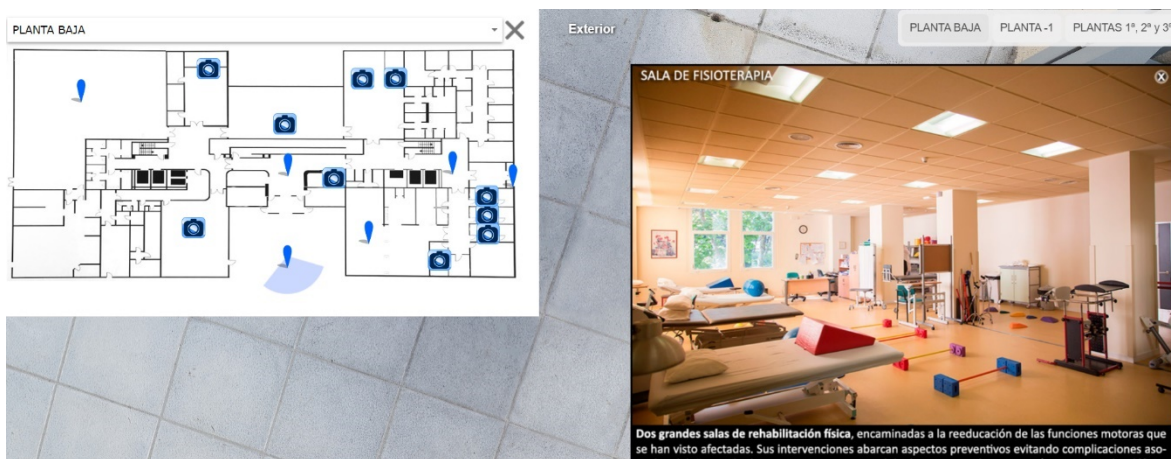 PLANTA BAJA
Exterior
PLANTA BAJA PLANTA -1 PLANTAS 1ª, 2ª y 3ª
SALA DE FISIOTERAPIA
Dos grandes salas de rehabilitación física, encaminadas a la reeducación de las funciones motoras que
se han visto afectadas. Sus intervenciones abarcan aspectos preventivos evitando complicaciones aso-